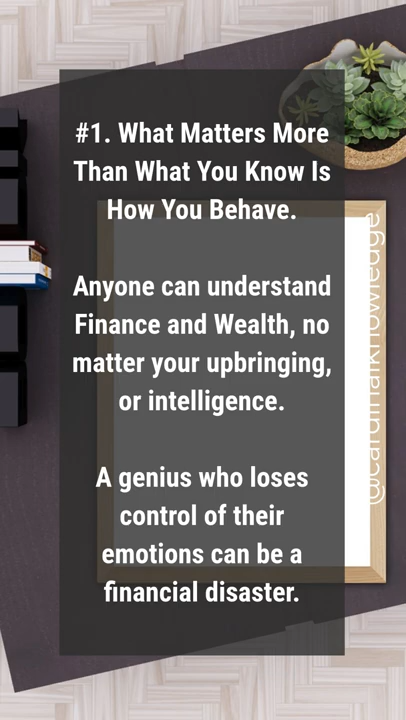 #1. What Matters More
Than What You Know Is
How You Behave.
Anyone can understand
Finance and Wealth, no
matter your upbringing,
or intelligence.
A genius who loses
control of their
emotions can be a
financial disaster.
@cardinalknowledge